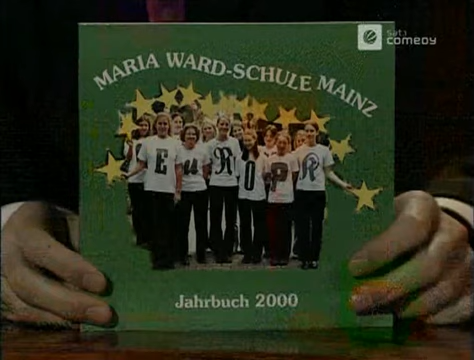 Sat.1
comedy
MARIA WARD-SCHULE MAINZ
E U R O P
Jahrbuch 2000